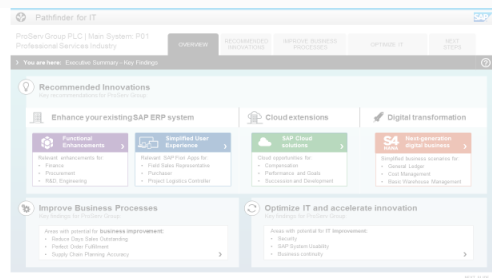 Pathfinder for IT
SAP
ProServ Group PLC | Main System: P01
Professional Services Industry
OVERVIEW
RECOMMENDED INNOVATIONS
IMPROVE BUSINESS PROCESSES
OPTIMIZE IT
NEXT STEPS
> You are here: Executive Summary - Key Findings
?
Recommended Innovations
Key recommendations for ProServ Group
Enhance your existing SAP ERP system
Cloud extensions
Digital transformation
Functional Enhancements >
Simplified User Experience >
SAP Cloud solutions >
S4 HANA
Next-generation digital business >
Relevant enhancements for
• Finance
• Procurement
• R&D, Engineering
Relevant SAP Fiori Apps for:
• Field Sales Representative
• Purchaser
• Project Logistics Controller
Cloud opportunities for:
• Compensation
• Performance and Goals
• Succession and Development
Simplified business scenarios for
• General Ledger
• Cost Management
• Basic Warehouse Management
Improve Business Processes
Key findings for ProServ Group
Areas with potential for business improvement:
• Reduce Days Sales Outstanding
• Perfect Order Fulfillment
• Supply Chain Planning Accuracy
>
Optimize IT and accelerate innovation
Key findings for ProServ Group
Areas with potential for IT improvement:
• Security
• SAP System Usability
• Business continuity
>